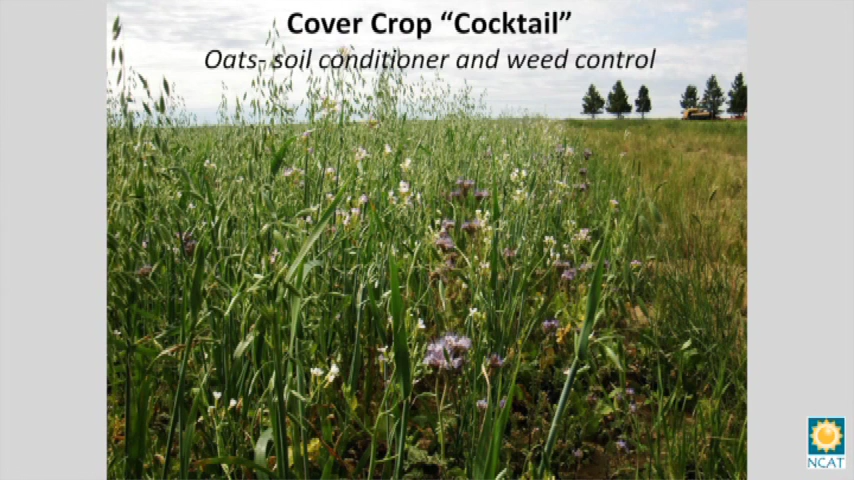 Cover Crop “Cocktail”
Oats- soil conditioner and weed control
NCAT